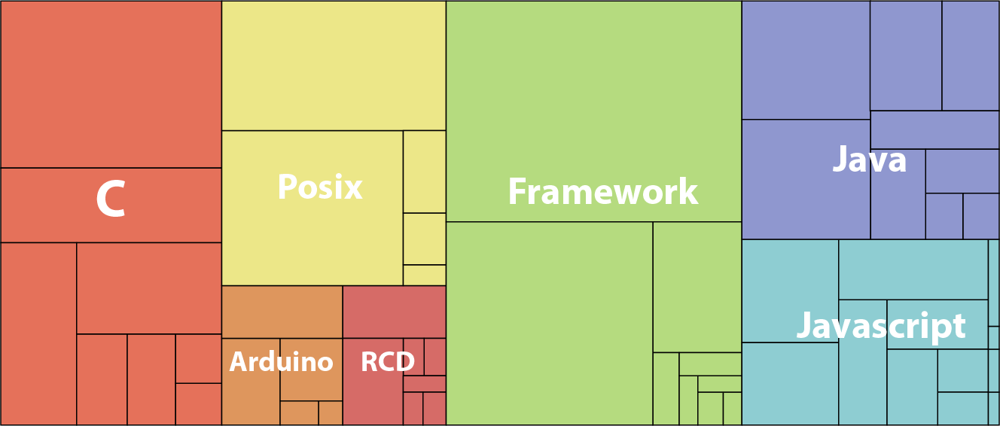 C
Posix
Framework
Java
Arduino
RCD
Javascript